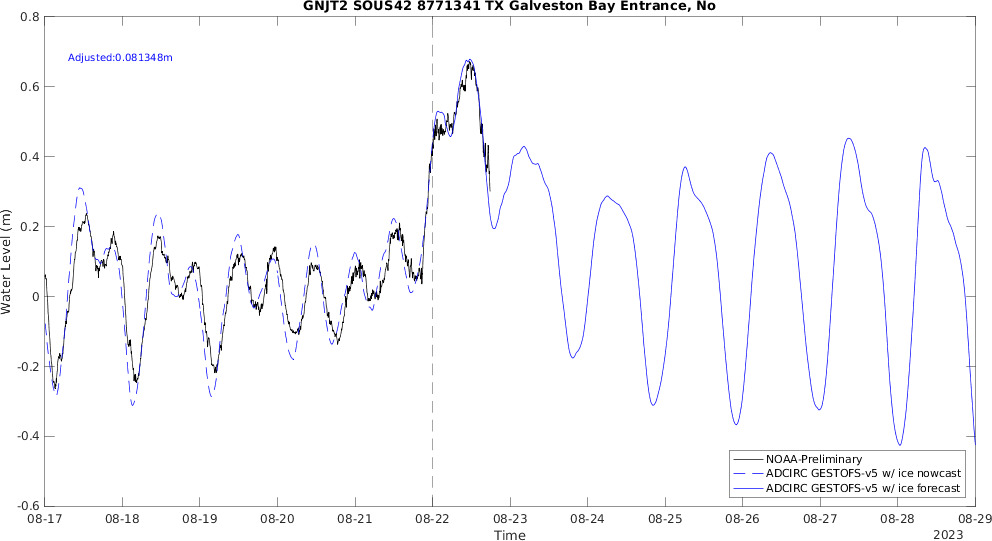 GNJT2 SOUS42 8771341 TX Galveston Bay Entrance, No
Adjusted:0.081348m
Water Level (m)
0.8
0.6
0.4
0.2
0
-0.2
-0.4
-0.6
NOAA-Preliminary
ADCIRC GESTOFS-v5 w/ ice nowcast
ADCIRC GESTOFS-v5 w/ ice forecast
08-17 08-18 08-19 08-20 08-21 08-22 08-23 08-24 08-25 08-26 08-27 08-28 08-29
Time
2023